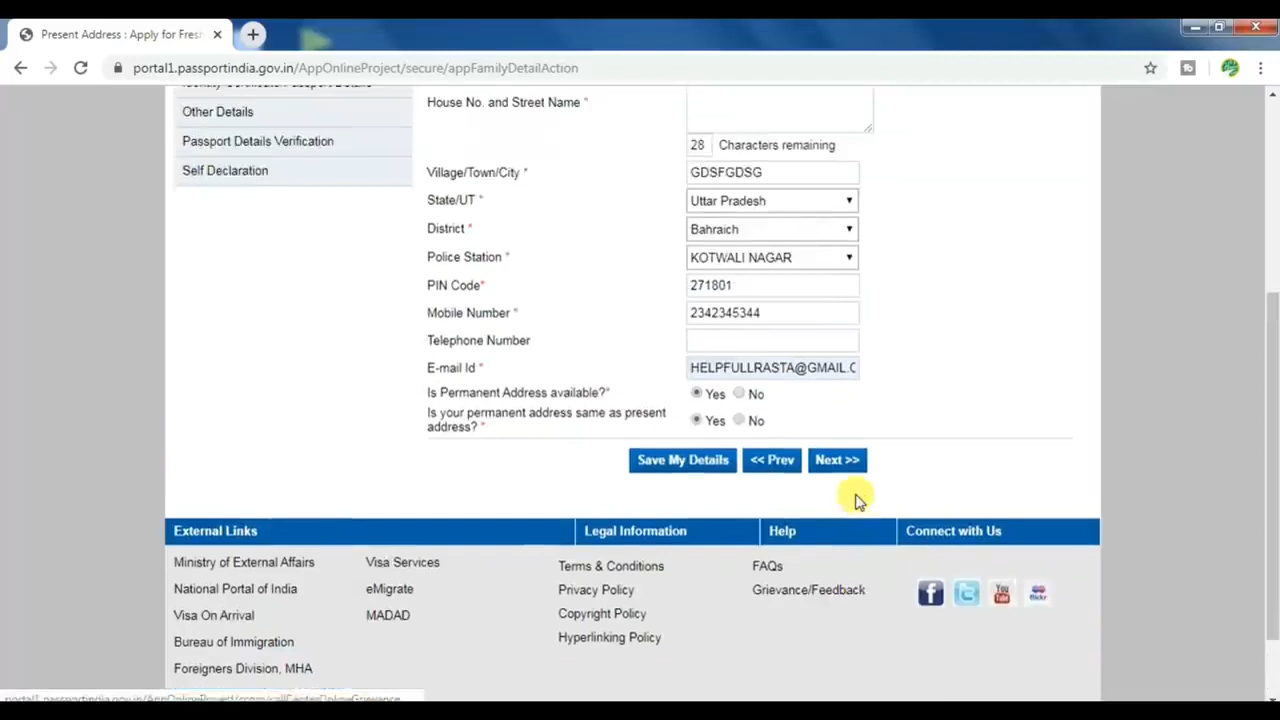 Present Address : Apply for Fres
portal1.passportindia.gov.in/AppOnlineProject/secure/appFamilyDetailAction
Other Details
Passport Details Verification
Self Declaration
House No. and Street Name *
28 Characters remaining
Village/Town/City * GDSFGDSG
State/UT * Uttar Pradesh
District * Bahraich
Police Station * KOTWALI NAGAR
PIN Code* 271801
Mobile Number * 2342345344
Telephone Number
E-mail Id * HELPFULLRASTA@GMAIL.C
Is Permanent Address available?* Yes No
Is your permanent address same as present
address? * Yes No
Save My Details << Prev Next >>
External Links Legal Information Help Connect with Us
Ministry of External Affairs Visa Services Terms & Conditions FAQs
National Portal of India eMigrate Privacy Policy Grievance/Feedback
Visa On Arrival MADAD Copyright Policy
Bureau of Immigration Hyperlinking Policy
Foreigners Division, MHA
You
flickr